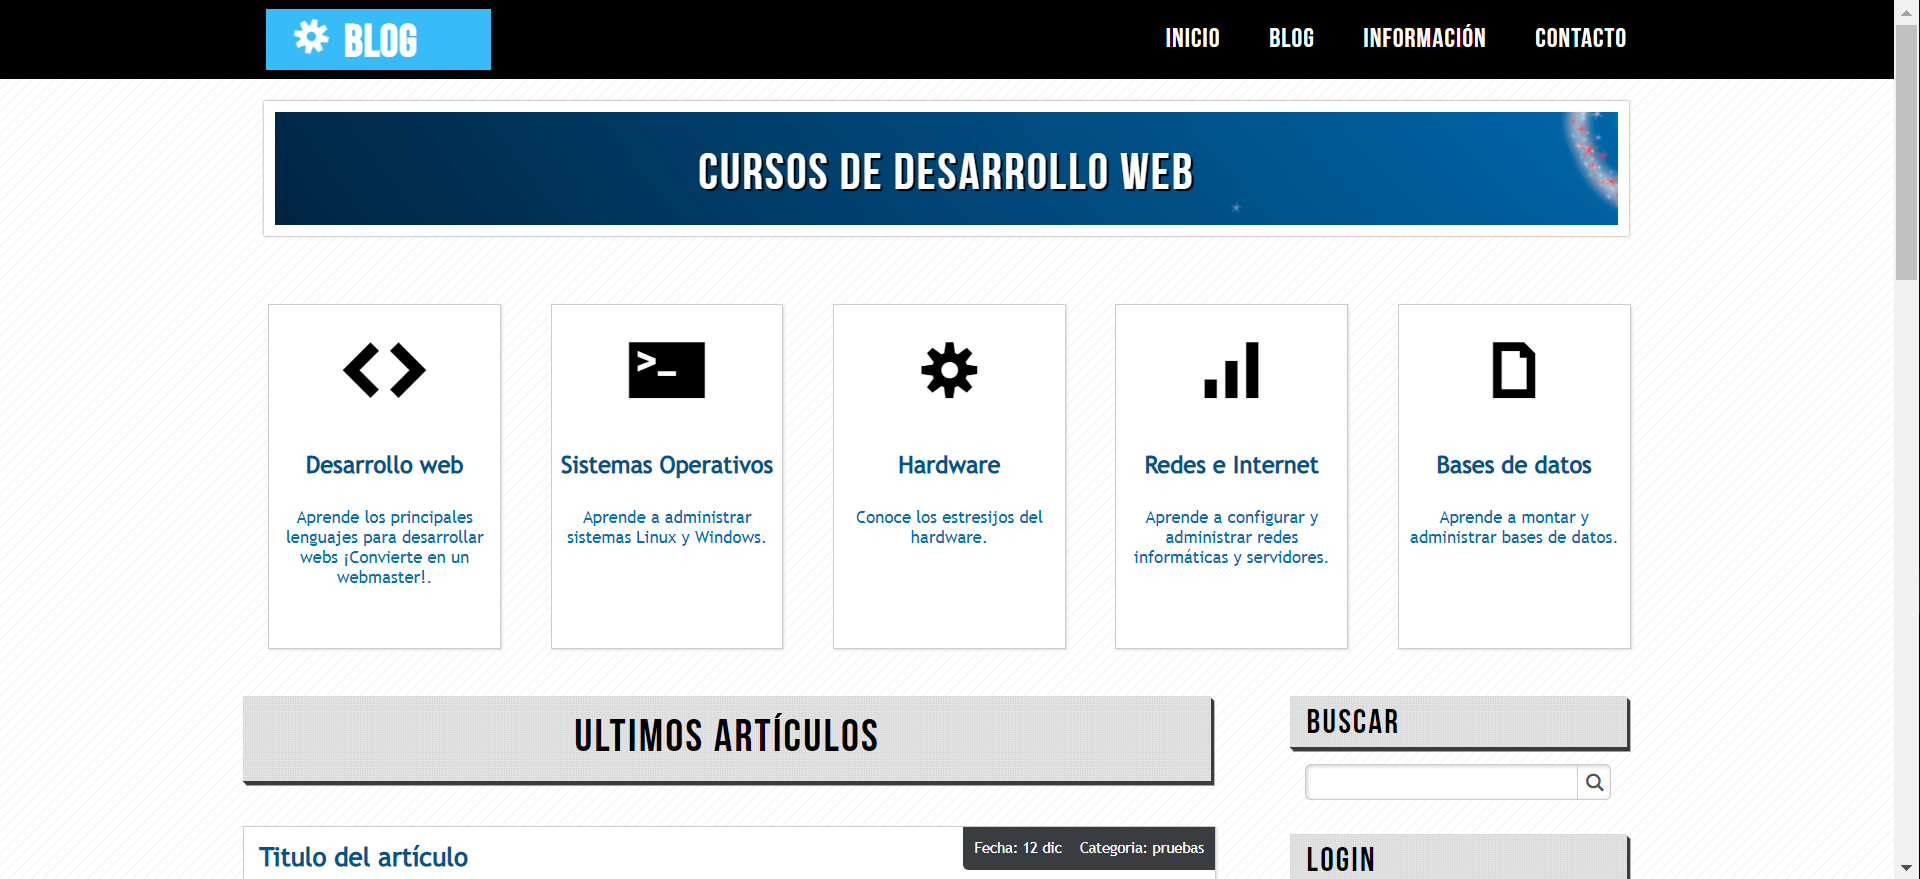 BLOG
INICIO BLOG INFORMACIÓN CONTACTO
CURSOS DE DESARROLLO WEB
>_
Desarrollo web
Aprende los principales
lenguajes para desarrollar
webs ¡Convierte en un
webmaster!.
Sistemas Operativos
Aprende a administrar
sistemas Linux y Windows.
Hardware
Conoce los estresijos del
hardware.
Redes e Internet
Aprende a configurar y
administrar redes
informáticas y servidores.
Bases de datos
Aprende a montar y
administrar bases de datos.
ULTIMOS ARTÍCULOS
Titulo del artículo
Fecha: 12 dic Categoria: pruebas
BUSCAR
LOGIN